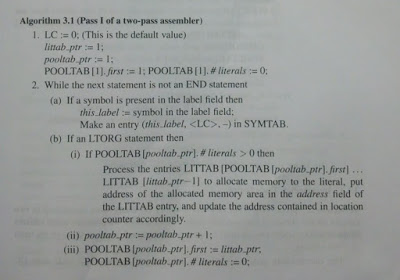 Algorithm 3.1 (Pass I of a two-pass assembler)
1. LC := 0; (This is the default value)
littab_ptr := 1;
pooltab_ptr := 1;
POOLTAB [1].first := 1; POOLTAB [1].# literals := 0;
2. While the next statement is not an END statement
(a) If a symbol is present in the label field then
this_label := symbol in the label field;
Make an entry (this_label, <LC>, –) in SYMTAB.
(b) If an LTORG statement then
(i) If POOLTAB [pooltab_ptr].# literals > 0 then
Process the entries LITTAB [POOLTAB [pooltab_ptr].first] ...
LITTAB [littab_ptr−1] to allocate memory to the literal, put
address of the allocated memory area in the address field of
the LITTAB entry, and update the address contained in location
counter accordingly.
(ii) pooltab_ptr := pooltab_ptr + 1;
(iii) POOLTAB [pooltab_ptr].first := littab_ptr;
POOLTAB [pooltab_ptr].# literals := 0;